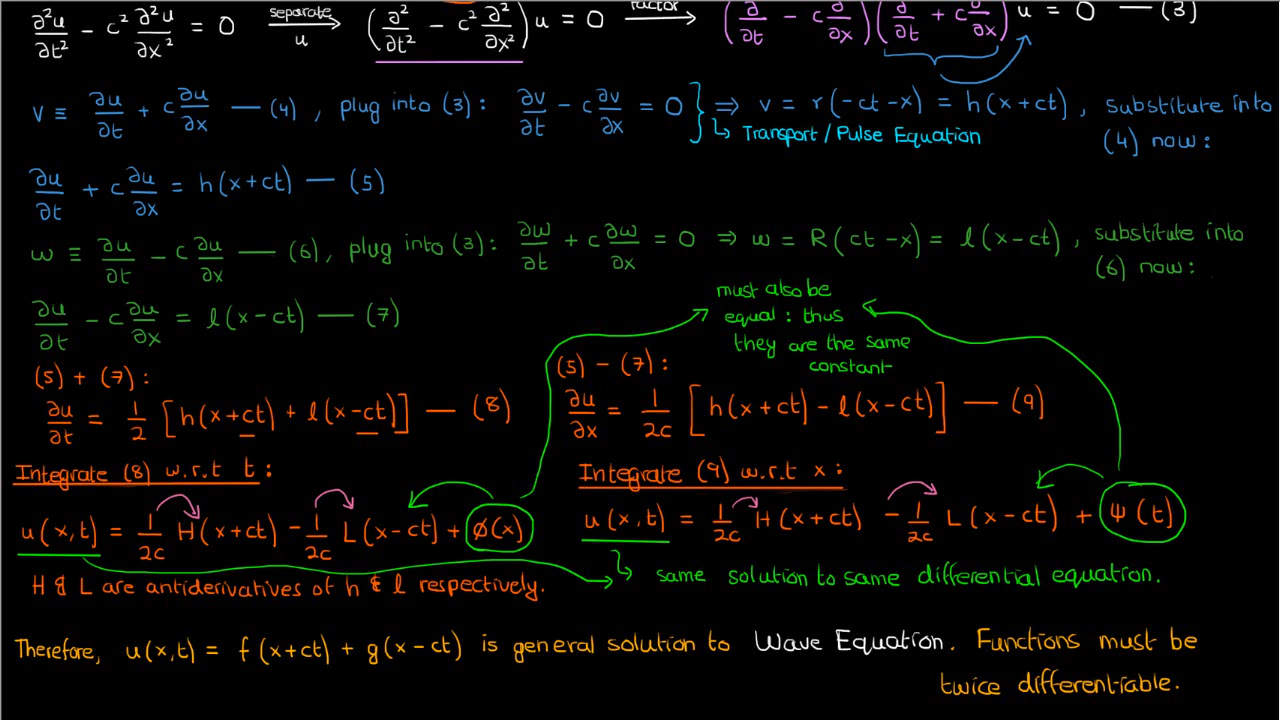 ∂²u/∂t² − c² ∂²u/∂x² = 0 separate u → (∂²/∂t² − c² ∂²/∂x²) u = 0 factor → (∂/∂t − c ∂/∂x)(∂/∂t + c ∂/∂x) u = 0 — (3)
v ≡ ∂u/∂t + c ∂u/∂x — (4) , plug into (3) : ∂v/∂t − c ∂v/∂x = 0 } ⇒ v = r(−ct−x) = h(x+ct) , substitute into
↳ Transport / Pulse Equation
(4) now :
∂u/∂t + c ∂u/∂x = h(x+ct) — (5)
w ≡ ∂u/∂t − c ∂u/∂x — (6), plug into (3) : ∂w/∂t + c ∂w/∂x = 0 ⇒ w = R(ct−x) = l(x−ct) , substitute into
(6) now :
∂u/∂t − c ∂u/∂x = l(x−ct) — (7)
must also be
equal : thus
they are the same
constant
(5) + (7) :
∂u/∂t = 1/2 [h(x+ct) + l(x−ct)] — (8)
(5) − (7) :
∂u/∂x = 1/2c [h(x+ct) − l(x−ct)] — (9)
Integrate (8) w.r.t t :
u(x,t) = 1/2c H(x+ct) − 1/2c L(x−ct) + ø(x)
H & L are antiderivatives of h & l respectively.
Integrate (9) w.r.t x :
u(x,t) = 1/2c H(x+ct) − 1/2c L(x−ct) + ψ(t)
↳ same solution to same differential equation.
Therefore, u(x,t) = f(x+ct) + g(x−ct) is general solution to Wave Equation. Functions must be
twice differentiable.